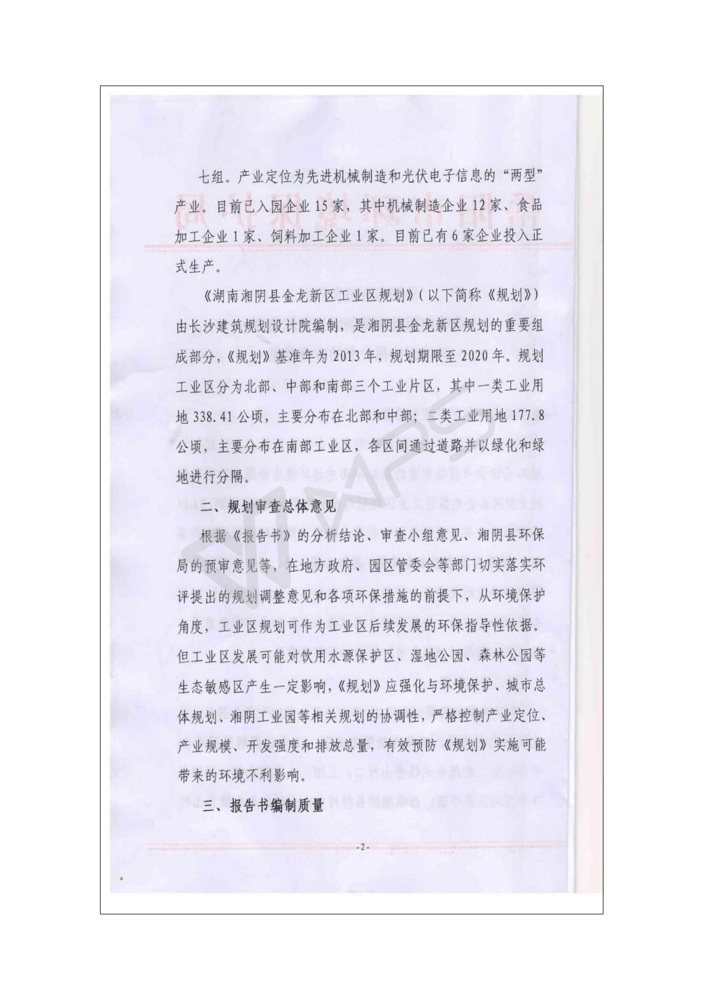 七组。产业定位为先进机械制造和光伏电子信息的“两型”
产业。目前已入园企业 15 家，其中机械制造企业 12 家、食品
加工企业 1 家、饲料加工企业 1 家。目前已有 6 家企业投入正
式生产。
《湖南湘阴县金龙新区工业区规划》（以下简称《规划》）
由长沙建筑规划设计院编制，是湘阴县金龙新区规划的重要组
成部分，《规划》基准年为 2013 年，规划期限至 2020 年。规划
工业区分为北部、中部和南部三个工业片区，其中一类工业用
地 338.41 公顷，主要分布在北部和中部；二类工业用地 177.8
公顷，主要分布在南部工业区，各区间通过道路并以绿化和绿
地进行分隔。
二、规划审查总体意见
根据《报告书》的分析结论、审查小组意见、湘阴县环保
局的预审意见等，在地方政府、园区管委会等部门切实落实环
评提出的规划调整意见和各项环保措施的前提下，从环境保护
角度，工业区规划可作为工业区后续发展的环保指导性依据。
但工业区发展可能对饮用水源保护区、湿地公园、森林公园等
生态敏感区产生一定影响，《规划》应强化与环境保护、城市总
体规划、湘阴工业园等相关规划的协调性，严格控制产业定位、
产业规模、开发强度和排放总量，有效预防《规划》实施可能
带来的环境不利影响。
三、报告书编制质量
-2-